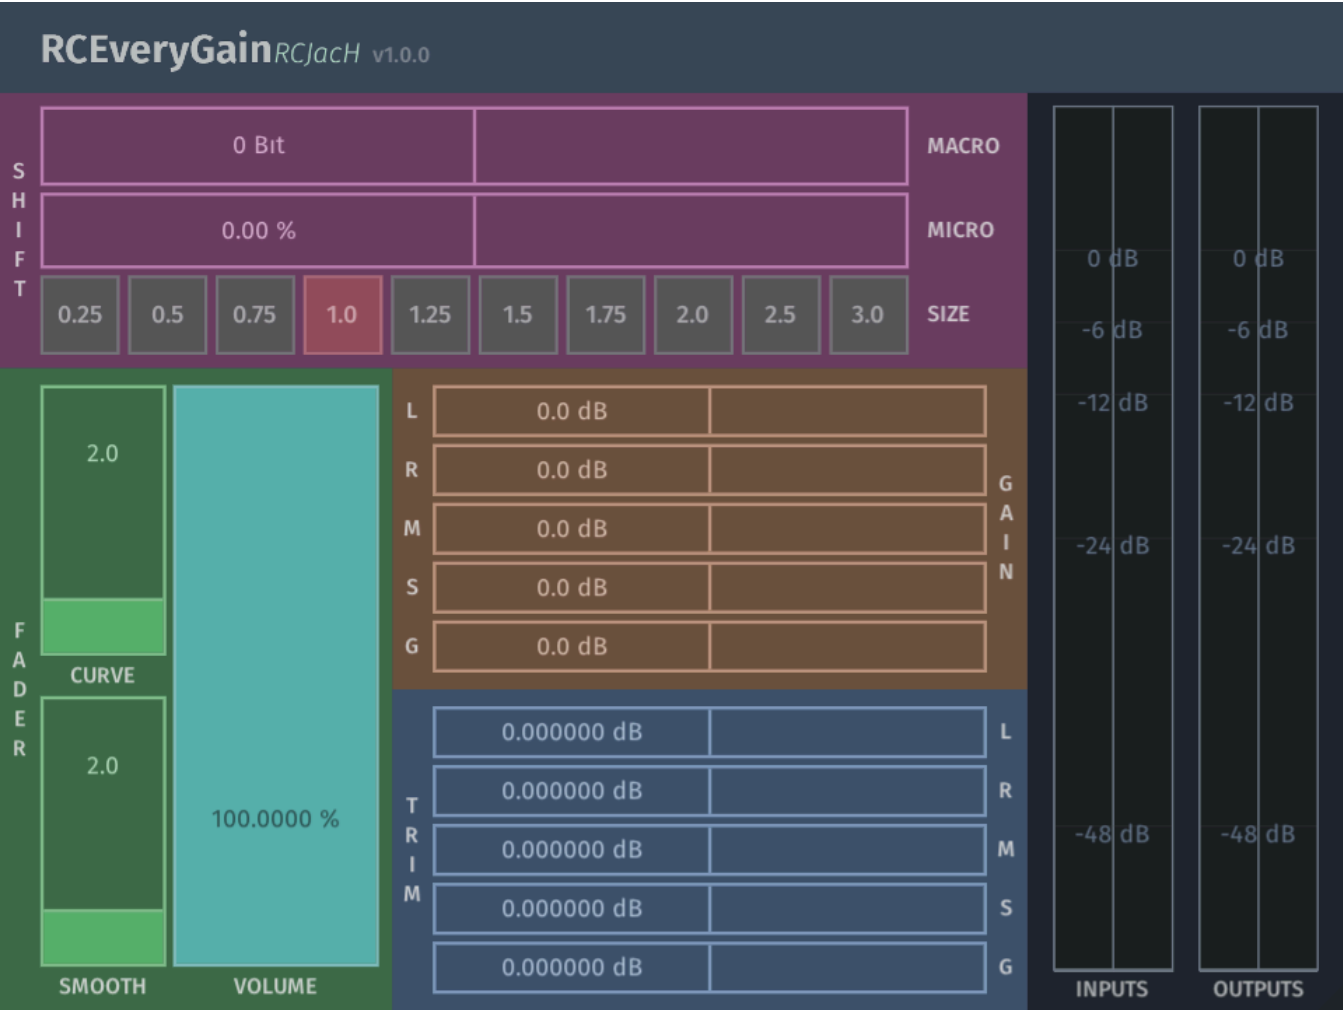 RCEveryGain RCJacH v1.0.0
SHIFT
0 Bit
MACRO
0.00 %
MICRO
0.25 0.5 0.75 1.0 1.25 1.5 1.75 2.0 2.5 3.0
SIZE
FADER
2.0
CURVE
2.0
SMOOTH
100.0000 %
VOLUME
L 0.0 dB
R 0.0 dB
M 0.0 dB
S 0.0 dB
G 0.0 dB
GAIN
TRIM
0.000000 dB L
0.000000 dB R
0.000000 dB M
0.000000 dB S
0.000000 dB G
0 dB
-6 dB
-12 dB
-24 dB
-48 dB
INPUTS
0 dB
-6 dB
-12 dB
-24 dB
-48 dB
OUTPUTS